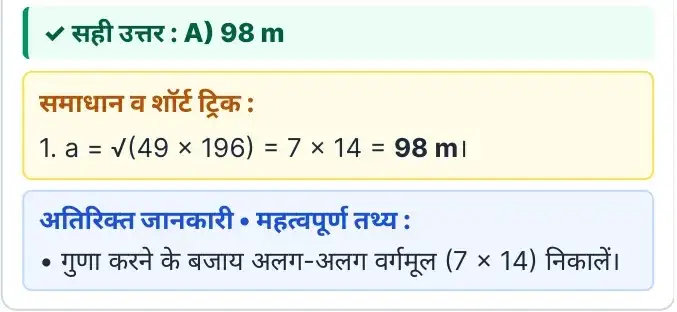 ✓ सही उत्तर : A) 98 m
समाधान व शॉर्ट ट्रिक :
1. a = √(49 × 196) = 7 × 14 = 98 m।
अतिरिक्त जानकारी • महत्वपूर्ण तथ्य :
• गुणा करने के बजाय अलग-अलग वर्गमूल (7 × 14) निकालें।